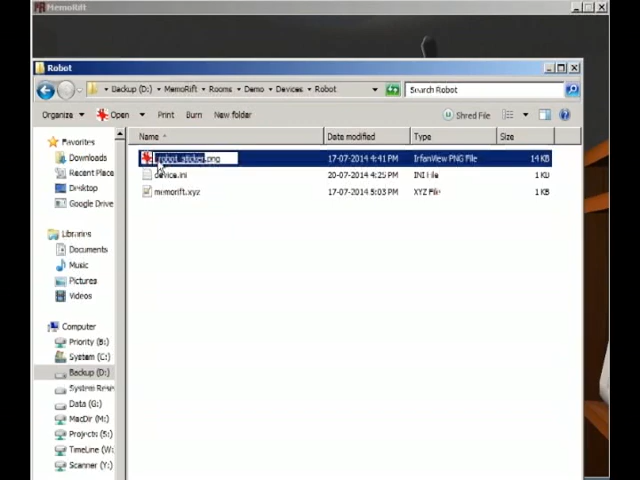 MemoRift
Robot
Backup (D:) MemoRift Rooms Demo Devices Robot Search Robot
Organize Open Print Burn New folder Shred File
Favorites Name Date modified Type Size
Downloads robot_sticker.png 17-07-2014 4:41 PM IrfanView PNG File 14 KB
Recent Place device.ini 20-07-2014 4:25 PM INI File 1 KB
Desktop memorift.xyz 17-07-2014 5:03 PM XYZ File 1 KB
Google Drive
Libraries
Documents
Music
Pictures
Videos
Computer
Priority (B:)
System (C:)
Backup (D:)
System Rese
Data (G:)
MacDir (M:)
Projects (S:)
TimeLine (W:
Scanner (Y:)